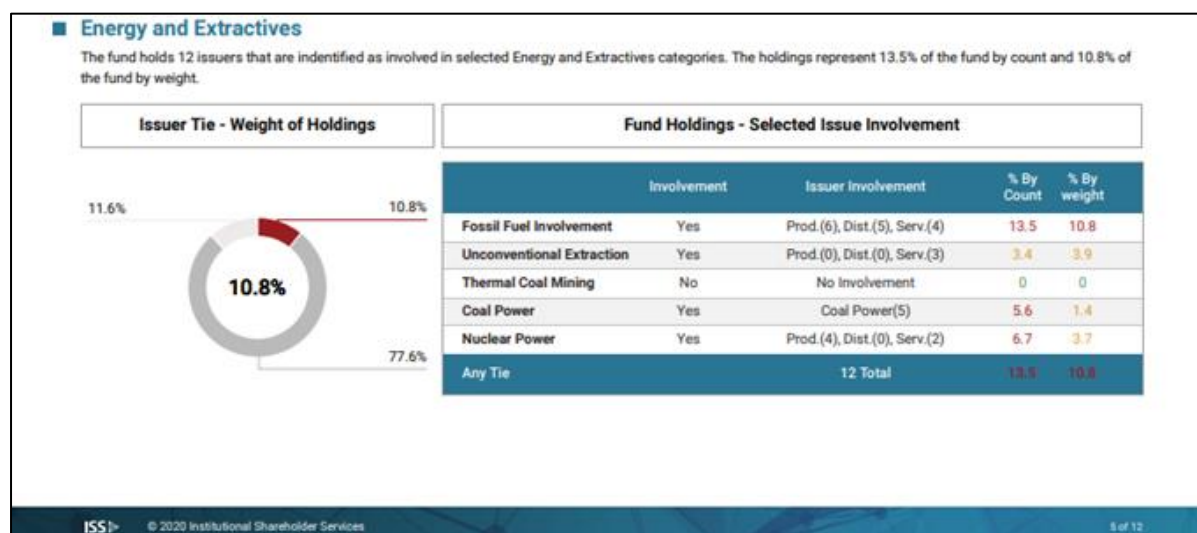 Energy and Extractives
The fund holds 12 issuers that are indentified as involved in selected Energy and Extractives categories. The holdings represent 13.5% of the fund by count and 10.8% of
the fund by weight.
Issuer Tie - Weight of Holdings
Fund Holdings - Selected Issue Involvement
11.6%
10.8%
10.8%
77.6%
Involvement Issuer Involvement % By Count % By weight
Fossil Fuel Involvement Yes Prod.(6), Dist.(5), Serv.(4) 13.5 10.8
Unconventional Extraction Yes Prod.(0), Dist.(0), Serv.(3) 3.4 3.9
Thermal Coal Mining No No Involvement 0 0
Coal Power Yes Coal Power(5) 5.6 1.4
Nuclear Power Yes Prod.(4), Dist.(0), Serv.(2) 6.7 3.7
Any Tie 12 Total 13.5 10.8
ISS © 2020 Institutional Shareholder Services 5 of 12